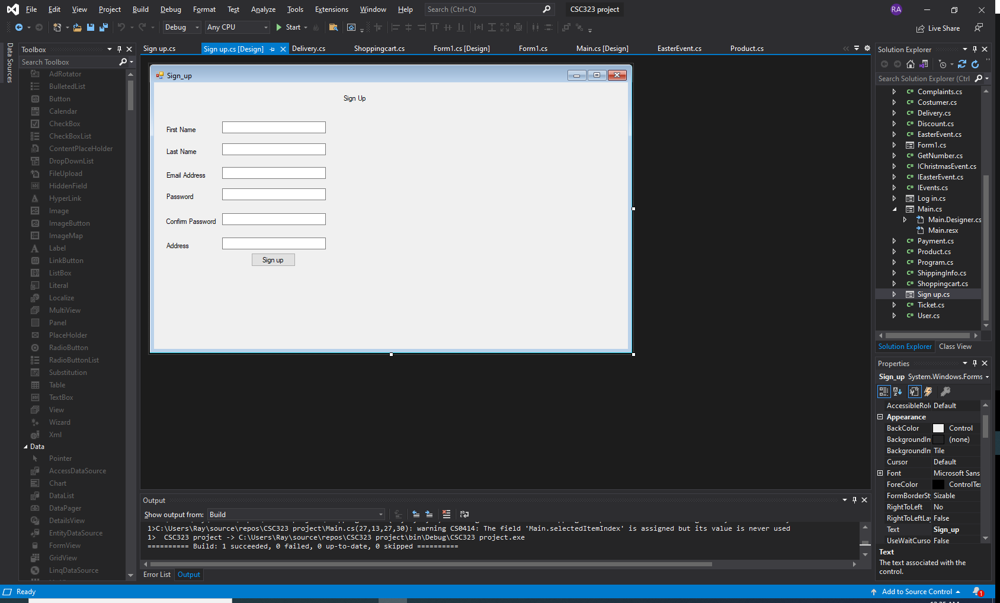 File Edit View Project Build Debug Format Test Analyze Tools Extensions Window Help Search (Ctrl+Q) CSC323 project RA
Debug Any CPU Start Live Share
Data Sources
Toolbox
Search Toolbox
AdRotator
BulletedList
Button
Calendar
CheckBox
CheckBoxList
ContentPlaceHolder
DropDownList
FileUpload
HiddenField
HyperLink
Image
ImageButton
ImageMap
Label
LinkButton
ListBox
Literal
Localize
MultiView
Panel
PlaceHolder
RadioButton
RadioButtonList
Substitution
Table
TextBox
View
Wizard
Xml
Data
Pointer
AccessDataSource
Chart
DataList
DataPager
DetailsView
EntityDataSource
FormView
GridView
LinqDataSource
Sign up.cs Sign up.cs [Design] Delivery.cs Shoppingcart.cs Form1.cs [Design] Form1.cs Main.cs [Design] EasterEvent.cs Product.cs
Sign_up
Sign Up
First Name
Last Name
Email Address
Password
Confirm Password
Address
Sign up
Output
Show output from: Build
1>C:\Users\Ray\source\repos\CSC323 project\Main.cs(27,13,27,30): warning CS0414: The field 'Main.selectedItemIndex' is assigned but its value is never used
1> CSC323 project -> C:\Users\Ray\source\repos\CSC323 project\bin\Debug\CSC323 project.exe
========== Build: 1 succeeded, 0 failed, 0 up-to-date, 0 skipped ==========
Error List Output
Solution Explorer
Search Solution Explorer (Ctrl
Complaints.cs
Costumer.cs
Delivery.cs
Discount.cs
EasterEvent.cs
Form1.cs
GetNumber.cs
IChristmasEvent.cs
IEasterEvent.cs
IEvents.cs
Log in.cs
Main.cs
Main.Designer.cs
Main.resx
Payment.cs
Product.cs
Program.cs
ShippingInfo.cs
Shoppingcart.cs
Sign up.cs
Ticket.cs
User.cs
Solution Explorer Class View
Properties
Sign_up System.Windows.Forms
AccessibleRol Default
Appearance
BackColor Control
BackgroundIm (none)
BackgroundIm Tile
Cursor Default
Font Microsoft Sans
ForeColor ControlTex
FormBorderSt Sizable
RightToLeft No
RightToLeftLay False
Text Sign_up
UseWaitCurso False
Text
The text associated with the
control.
Ready Add to Source Control 1